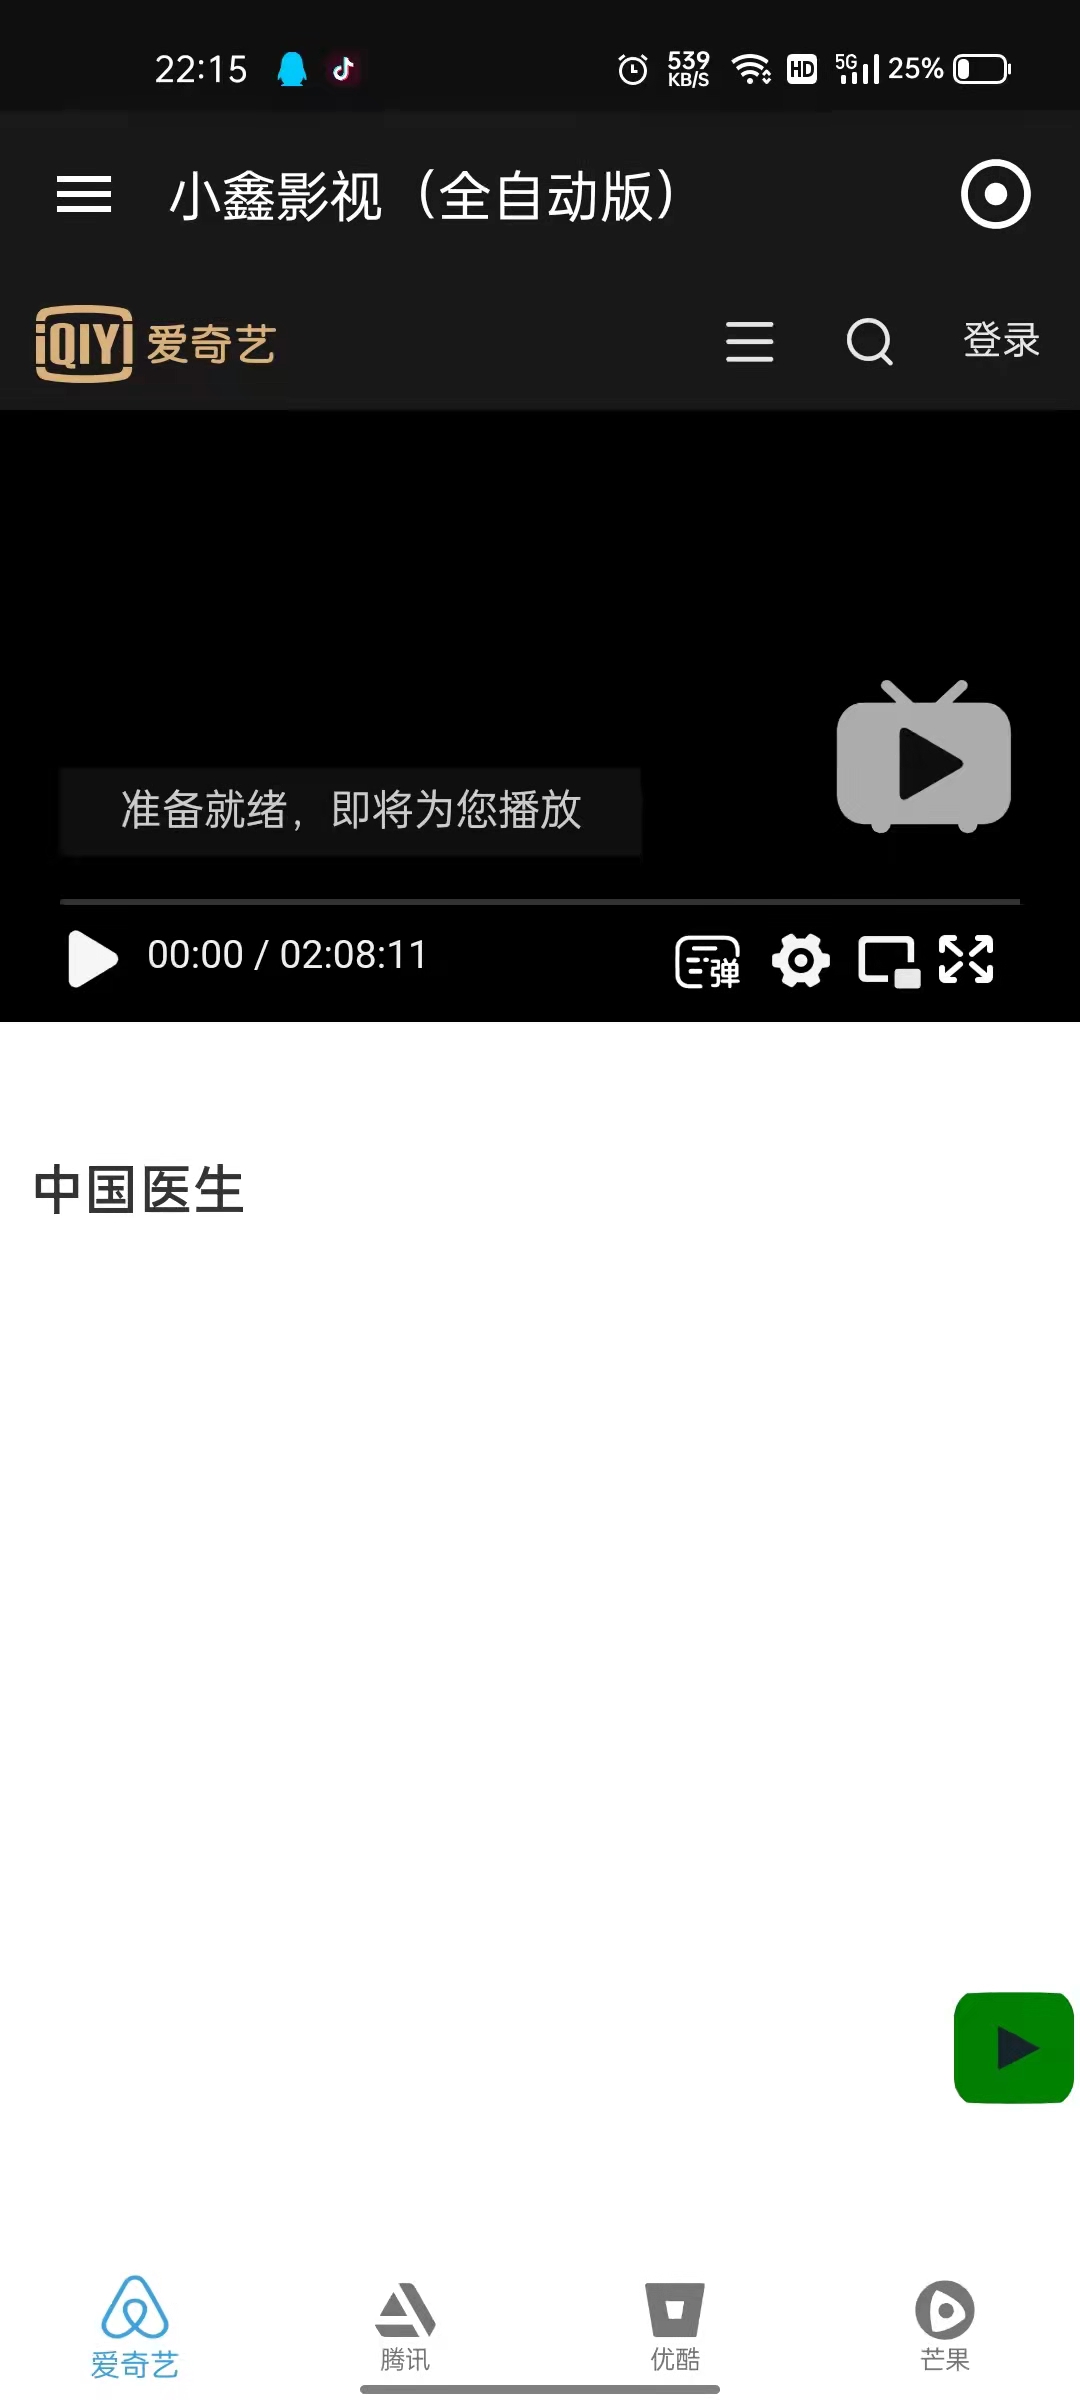 22:15 539 KB/S HD 5G 25%
小鑫影视（全自动版）
iQIYI 爱奇艺 登录
准备就绪，即将为您播放
00:00 / 02:08:11 弹
中国医生
爱奇艺 腾讯 优酷 芒果